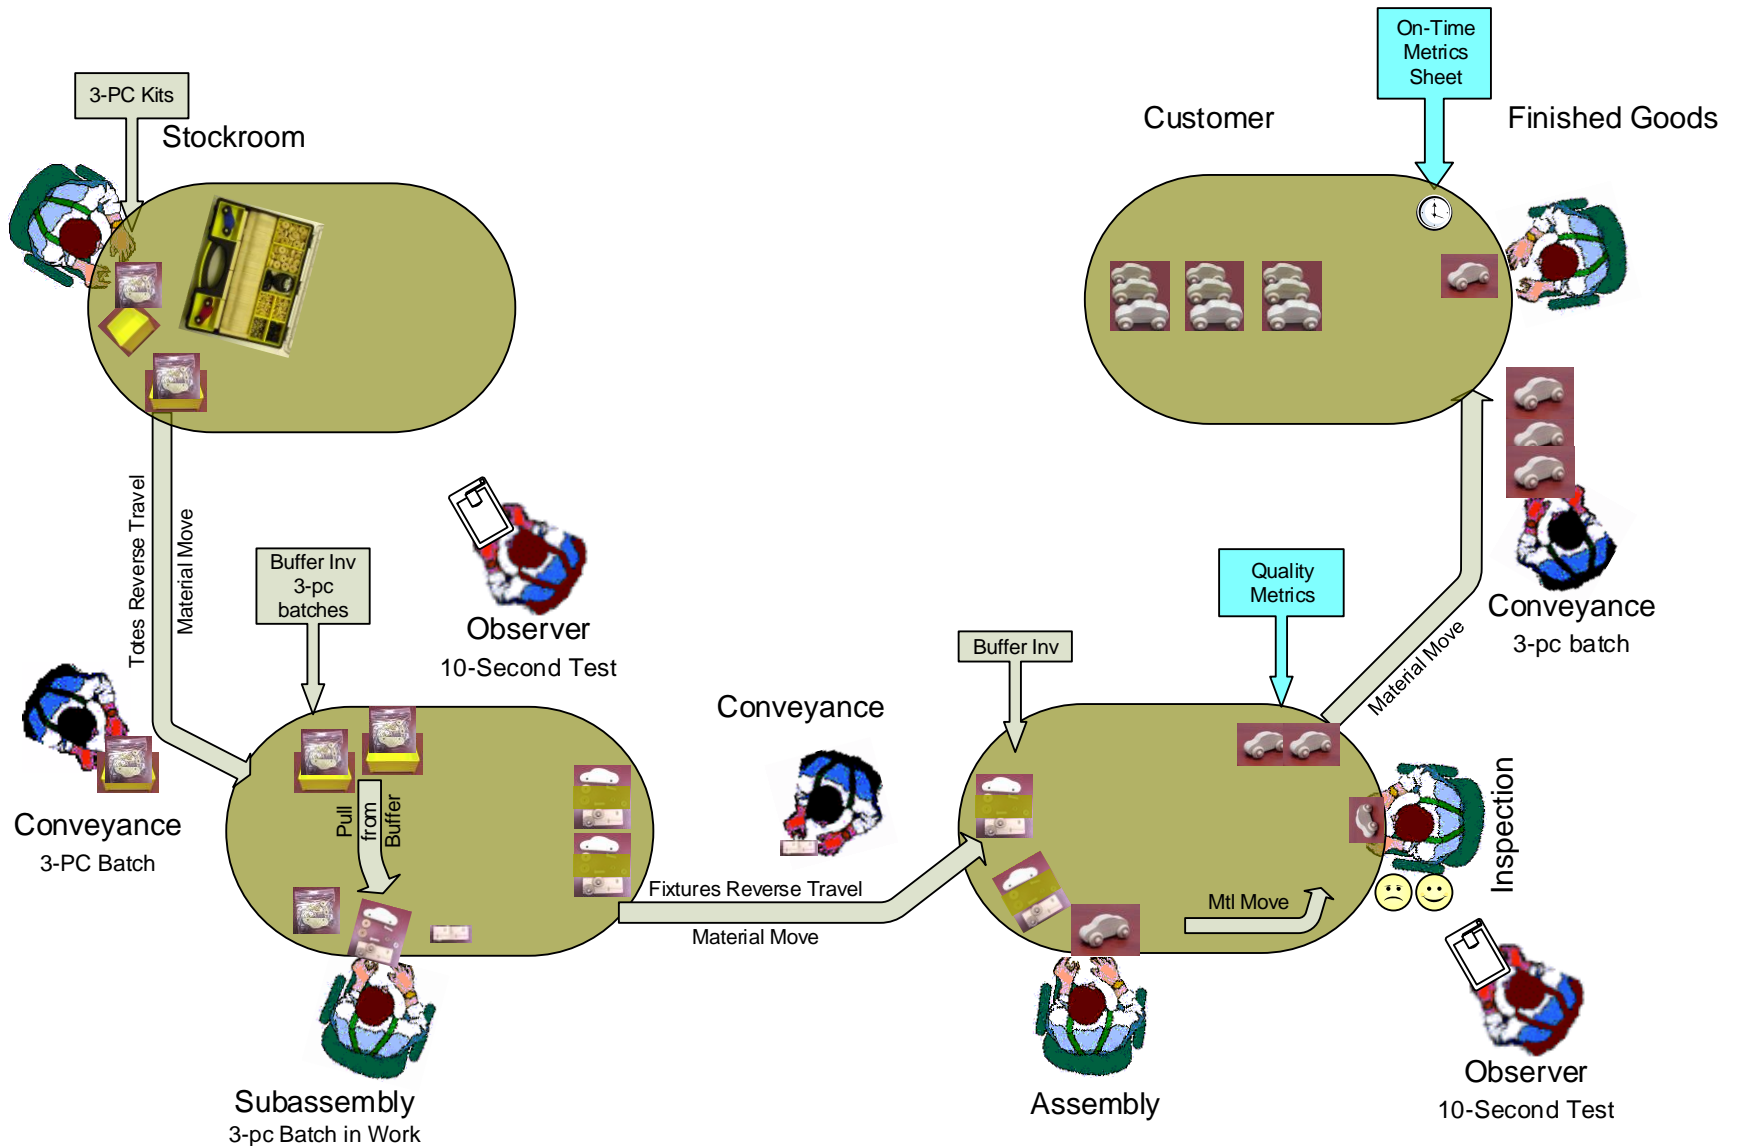 On-Time
Metrics
Sheet
3-PC Kits
Stockroom
Customer
Finished Goods
Totes Reverse Travel
Material Move
Buffer Inv
3-pc
batches
Observer
10-Second Test
Quality
Metrics
Conveyance
3-pc batch
Material Move
Buffer Inv
Conveyance
Conveyance
3-PC Batch
Pull
from
Buffer
Fixtures Reverse Travel
Material Move
Mtl Move
Inspection
Subassembly
3-pc Batch in Work
Assembly
Observer
10-Second Test